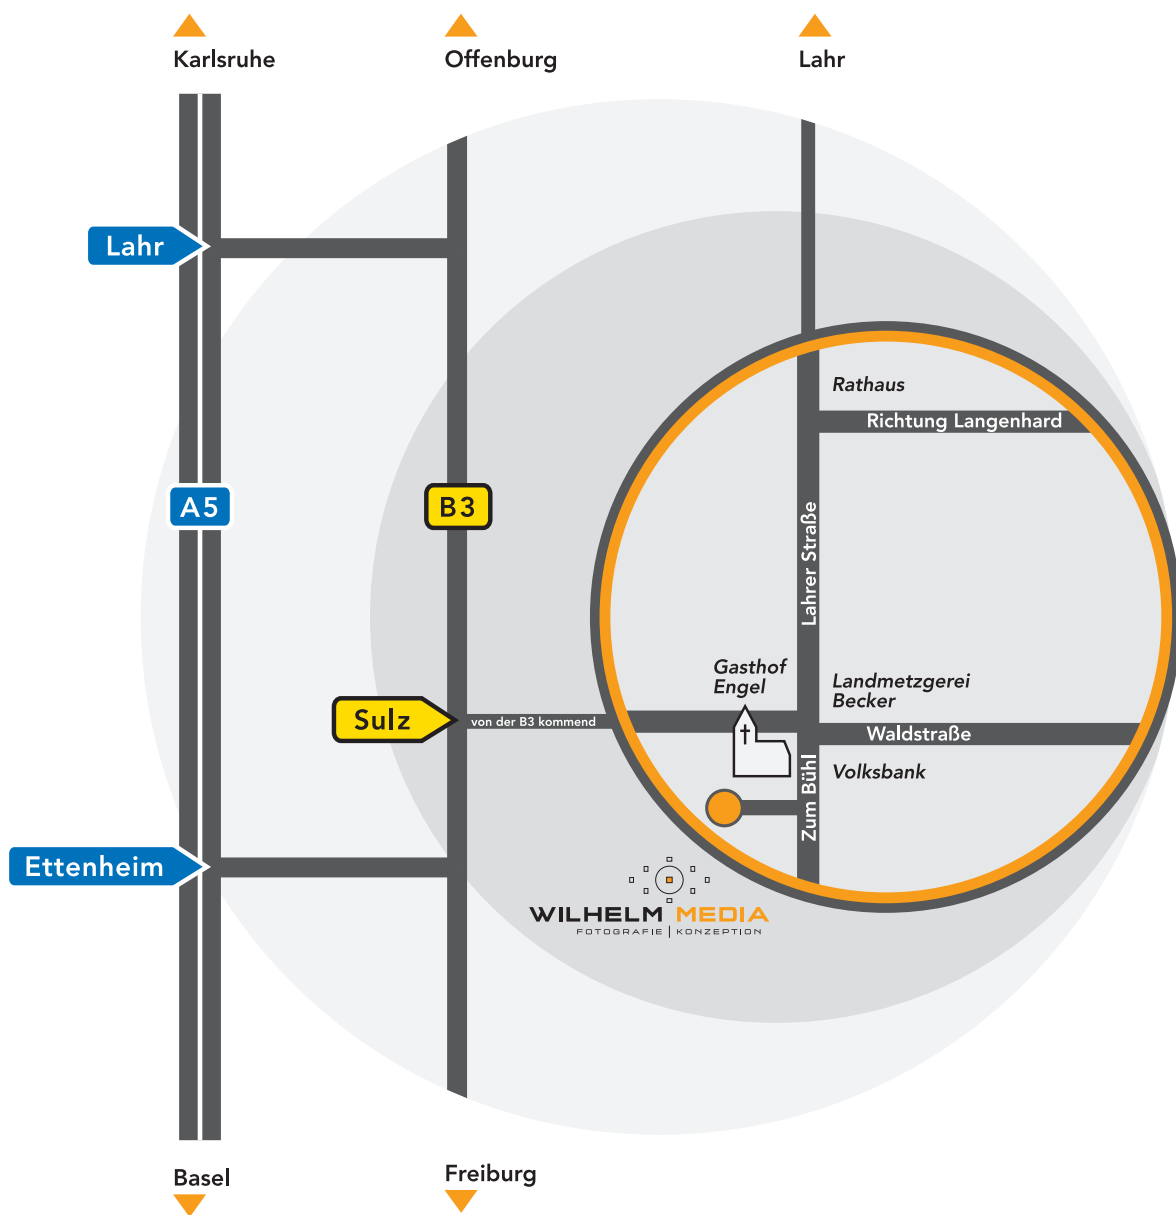 Karlsruhe
Offenburg
Lahr
Lahr
Rathaus
Richtung Langenhard
A5
B3
Lahrer Straße
Gasthof
Engel
Landmetzgerei
Becker
Sulz
von der B3 kommend
Waldstraße
Zum Bühl
Volksbank
Ettenheim
WILHELM MEDIA
FOTOGRAFIE | KONZEPTION
Basel
Freiburg